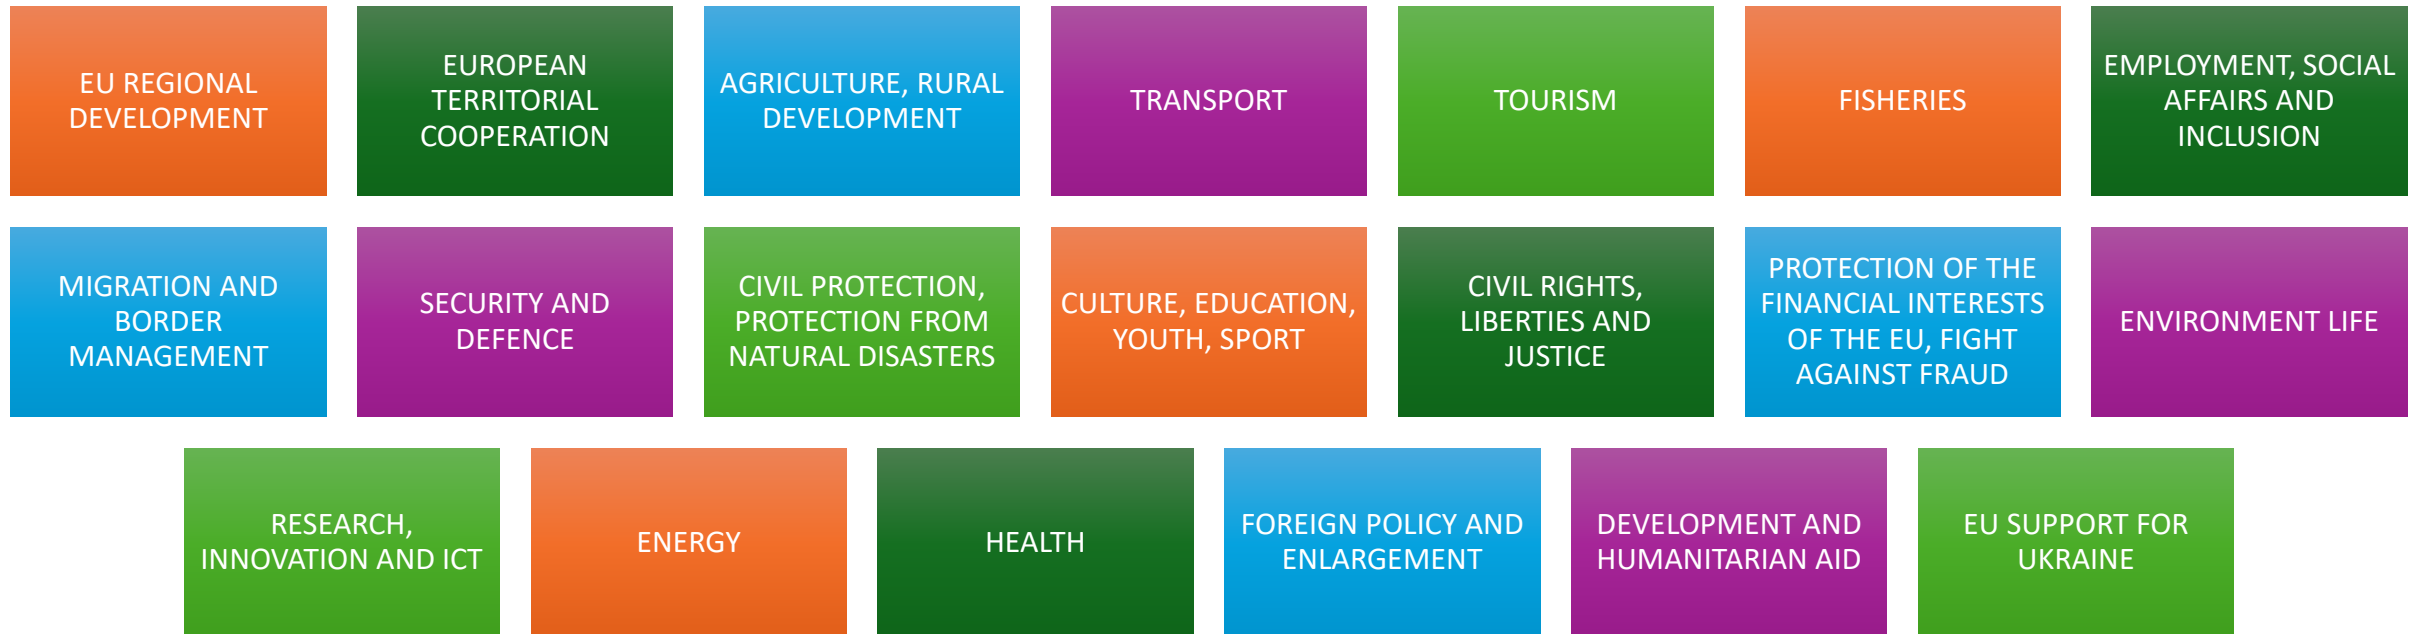 EU REGIONAL
DEVELOPMENT
EUROPEAN
TERRITORIAL
COOPERATION
AGRICULTURE, RURAL
DEVELOPMENT
TRANSPORT
TOURISM
FISHERIES
EMPLOYMENT, SOCIAL
AFFAIRS AND
INCLUSION
MIGRATION AND
BORDER
MANAGEMENT
SECURITY AND
DEFENCE
CIVIL PROTECTION,
PROTECTION FROM
NATURAL DISASTERS
CULTURE, EDUCATION,
YOUTH, SPORT
CIVIL RIGHTS,
LIBERTIES AND
JUSTICE
PROTECTION OF THE
FINANCIAL INTERESTS
OF THE EU, FIGHT
AGAINST FRAUD
ENVIRONMENT LIFE
RESEARCH,
INNOVATION AND ICT
ENERGY
HEALTH
FOREIGN POLICY AND
ENLARGEMENT
DEVELOPMENT AND
HUMANITARIAN AID
EU SUPPORT FOR
UKRAINE